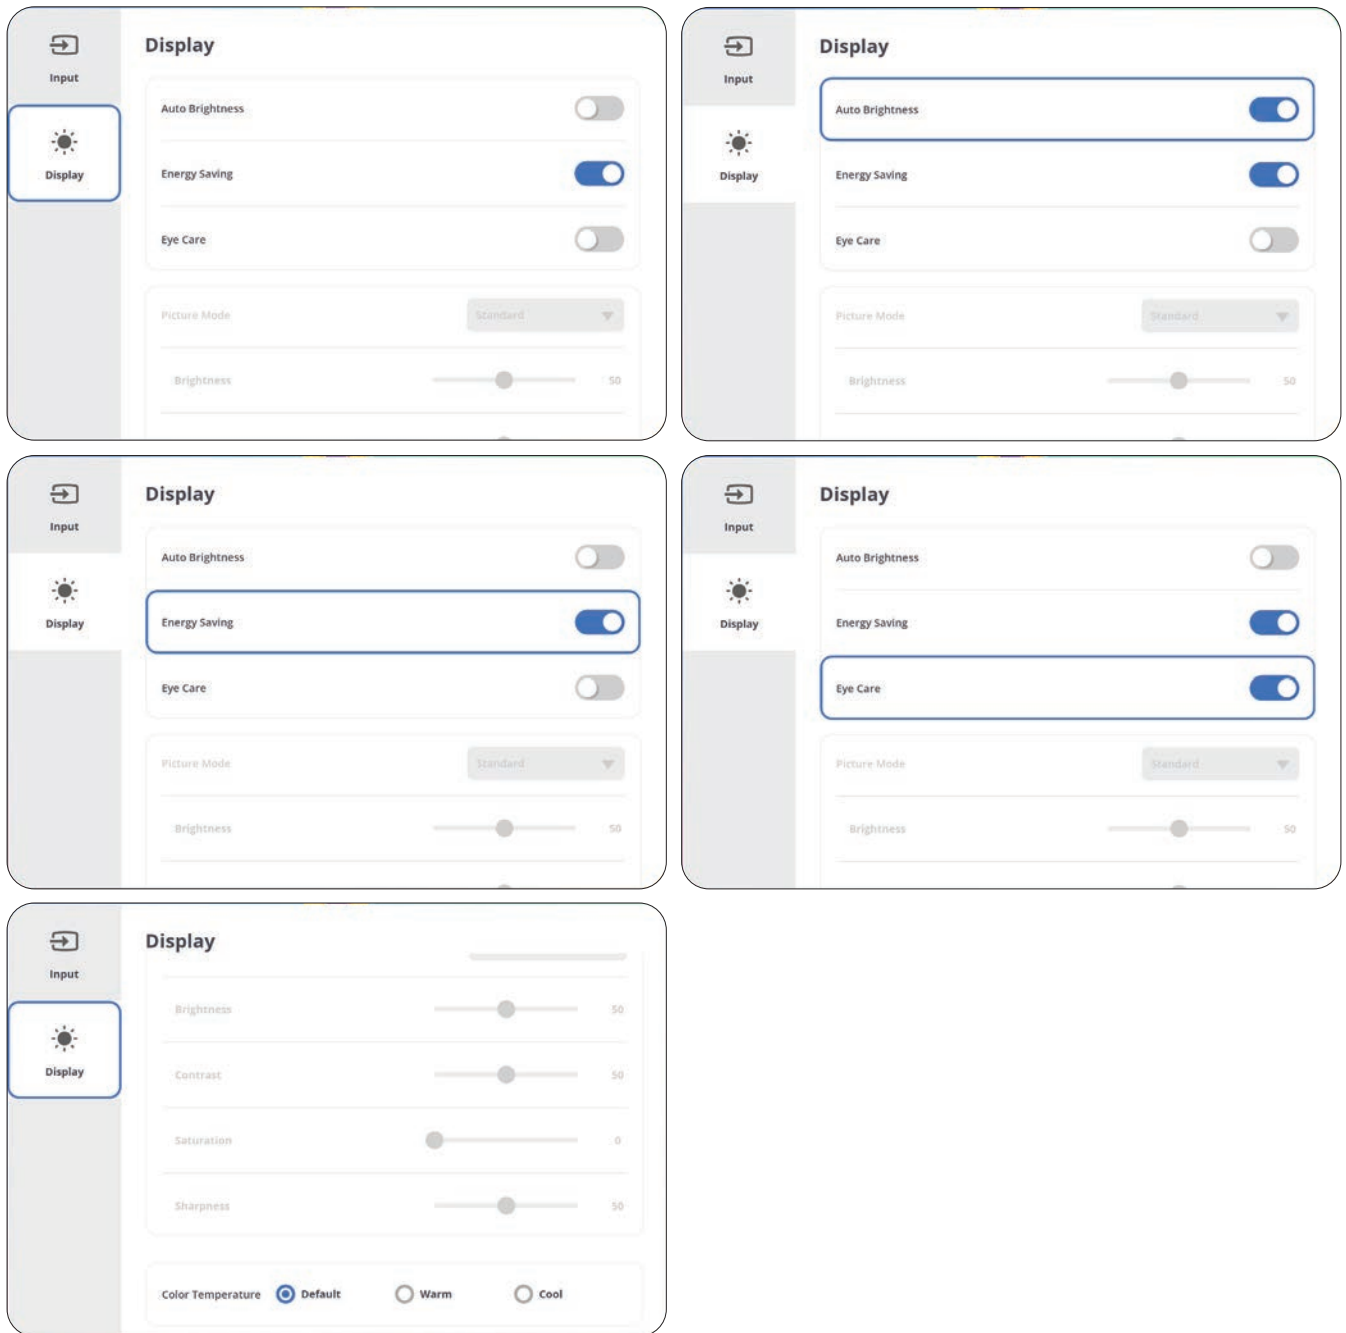 Input
Display
Display
Auto Brightness
Energy Saving
Eye Care
Picture Mode Standard
Brightness 50
Input
Display
Display
Auto Brightness
Energy Saving
Eye Care
Picture Mode Standard
Brightness 50
Input
Display
Display
Auto Brightness
Energy Saving
Eye Care
Picture Mode Standard
Brightness 50
Input
Display
Display
Auto Brightness
Energy Saving
Eye Care
Picture Mode Standard
Brightness 50
Input
Display
Display
Brightness 50
Contrast 50
Saturation 0
Sharpness 50
Color Temperature Default Warm Cool